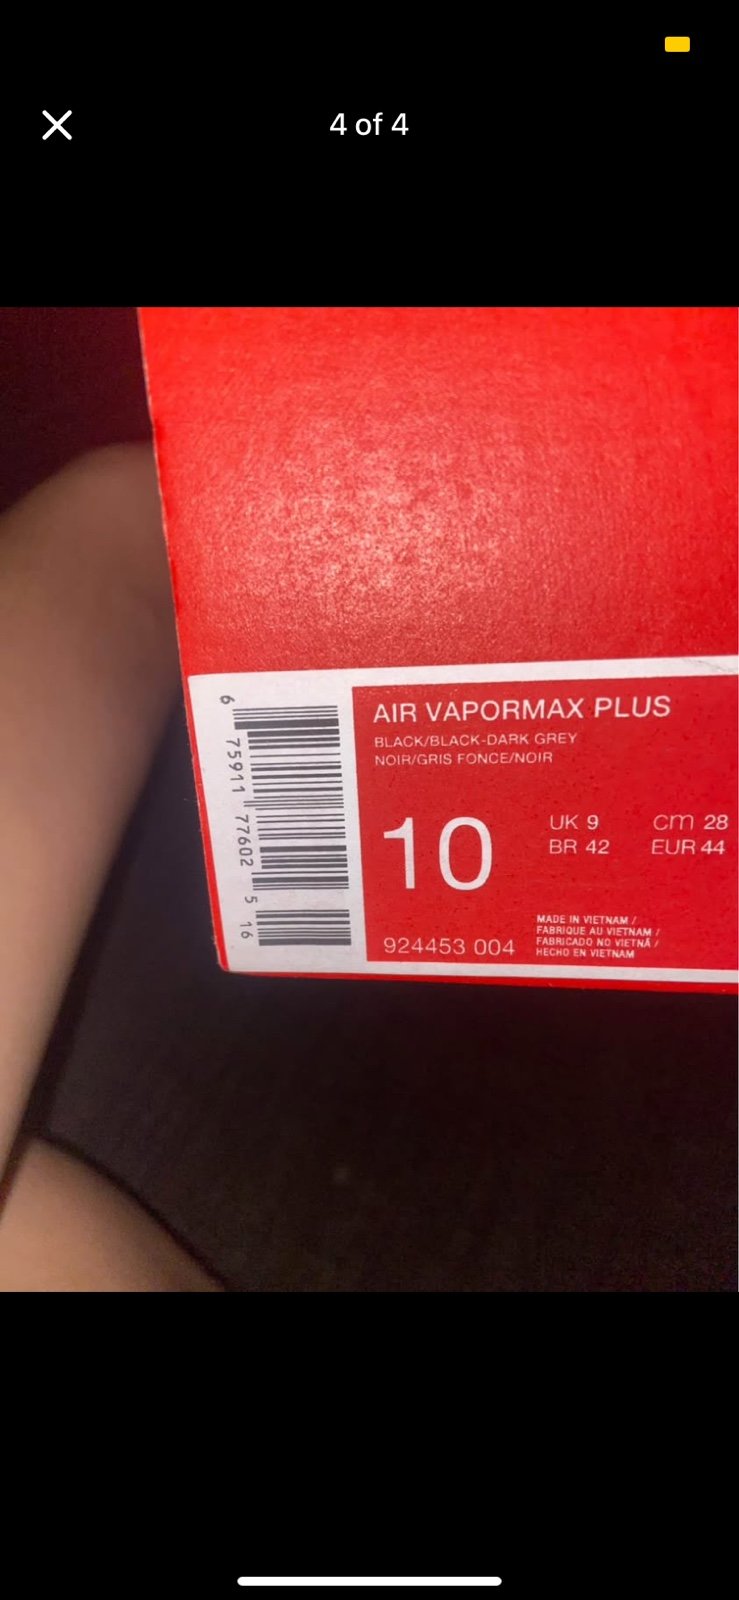 4 of 4
AIR VAPORMAX PLUS
BLACK/BLACK-DARK GREY
NOIR/GRIS FONCE/NOIR
10
UK 9 cm 28
BR 42 EUR 44
924453 004
MADE IN VIETNAM /
FABRIQUE AU VIETNAM /
FABRICADO NO VIETNÃ /
HECHO EN VIETNAM
6 75911 77602 5 16